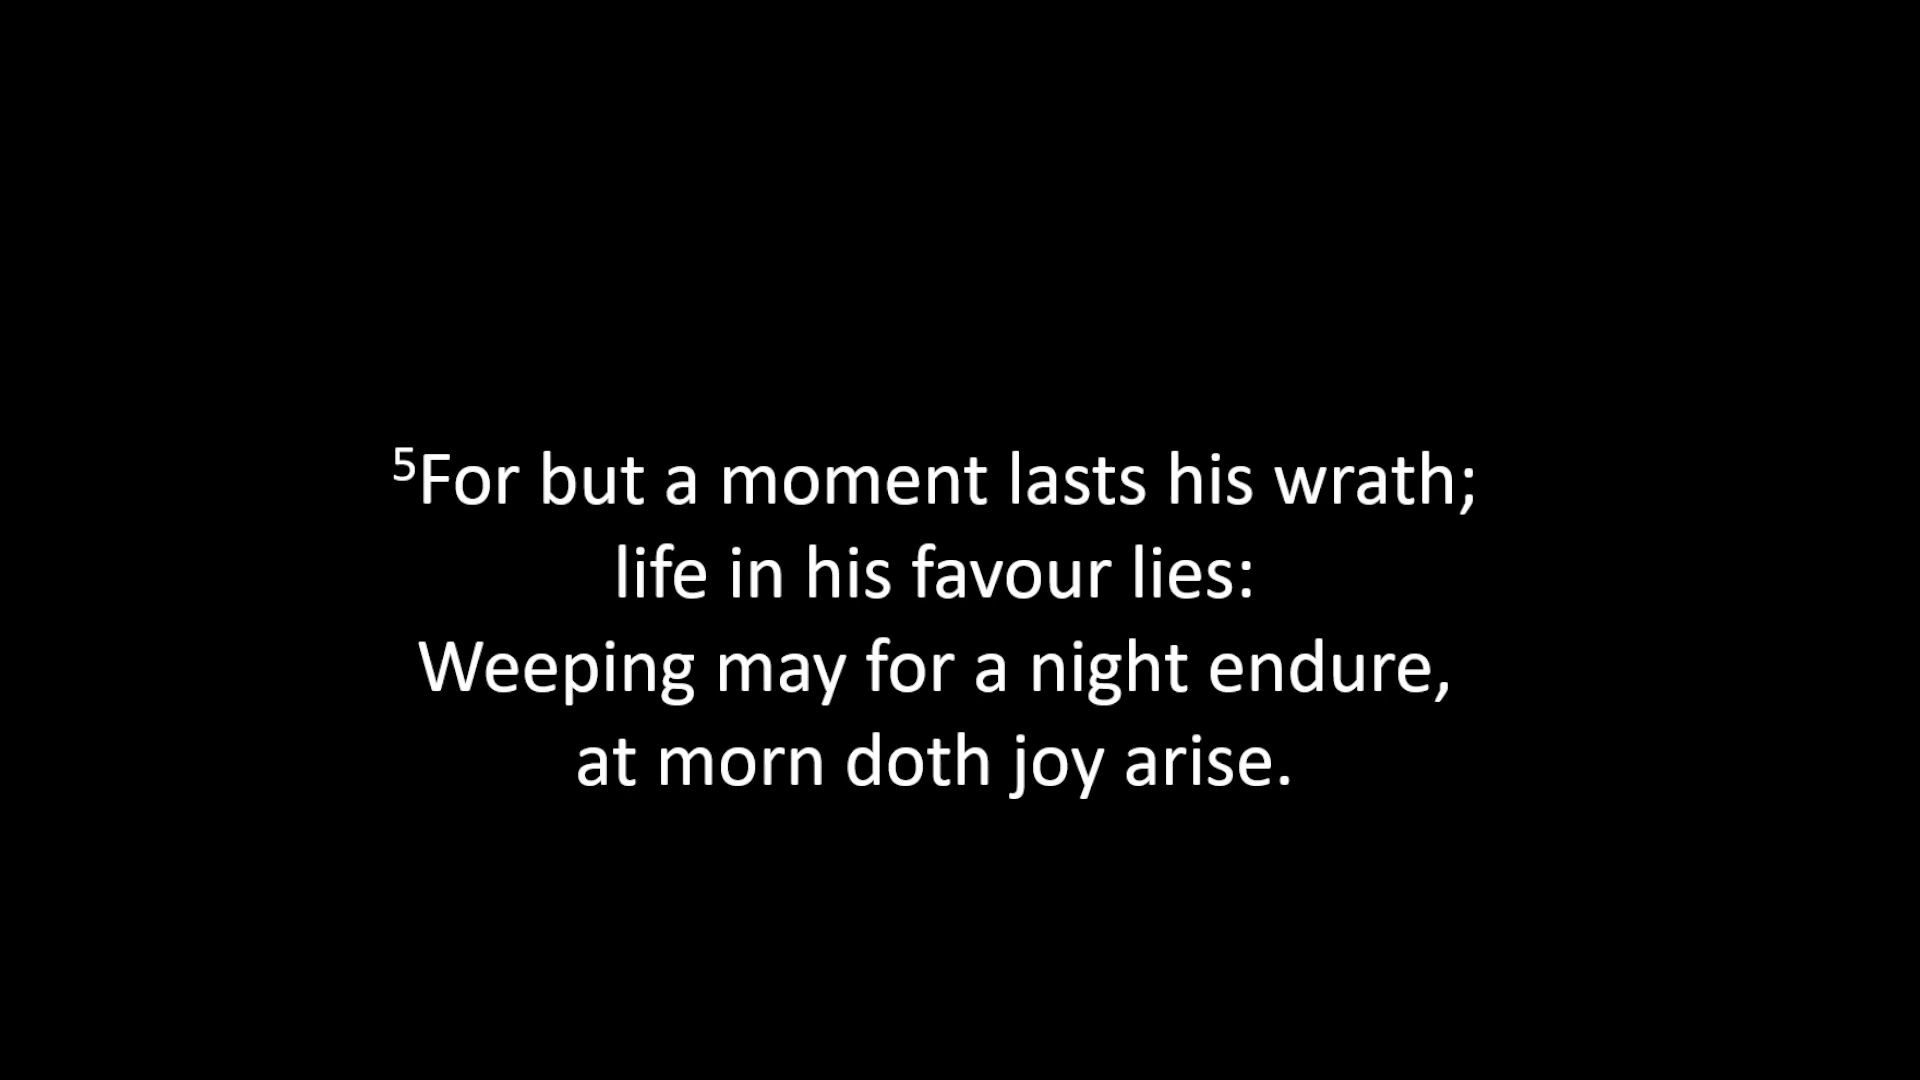 ⁵For but a moment lasts his wrath;
life in his favour lies:
Weeping may for a night endure,
at morn doth joy arise.